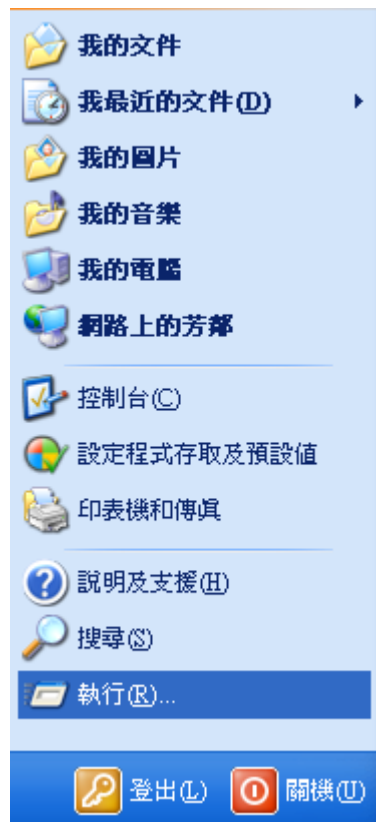 我的文件
我最近的文件(D)
我的圖片
我的音樂
我的電腦
網路上的芳鄰
控制台(C)
設定程式存取及預設值
印表機和傳真
說明及支援(H)
搜尋(S)
執行(R)...
登出(L) 關機(U)